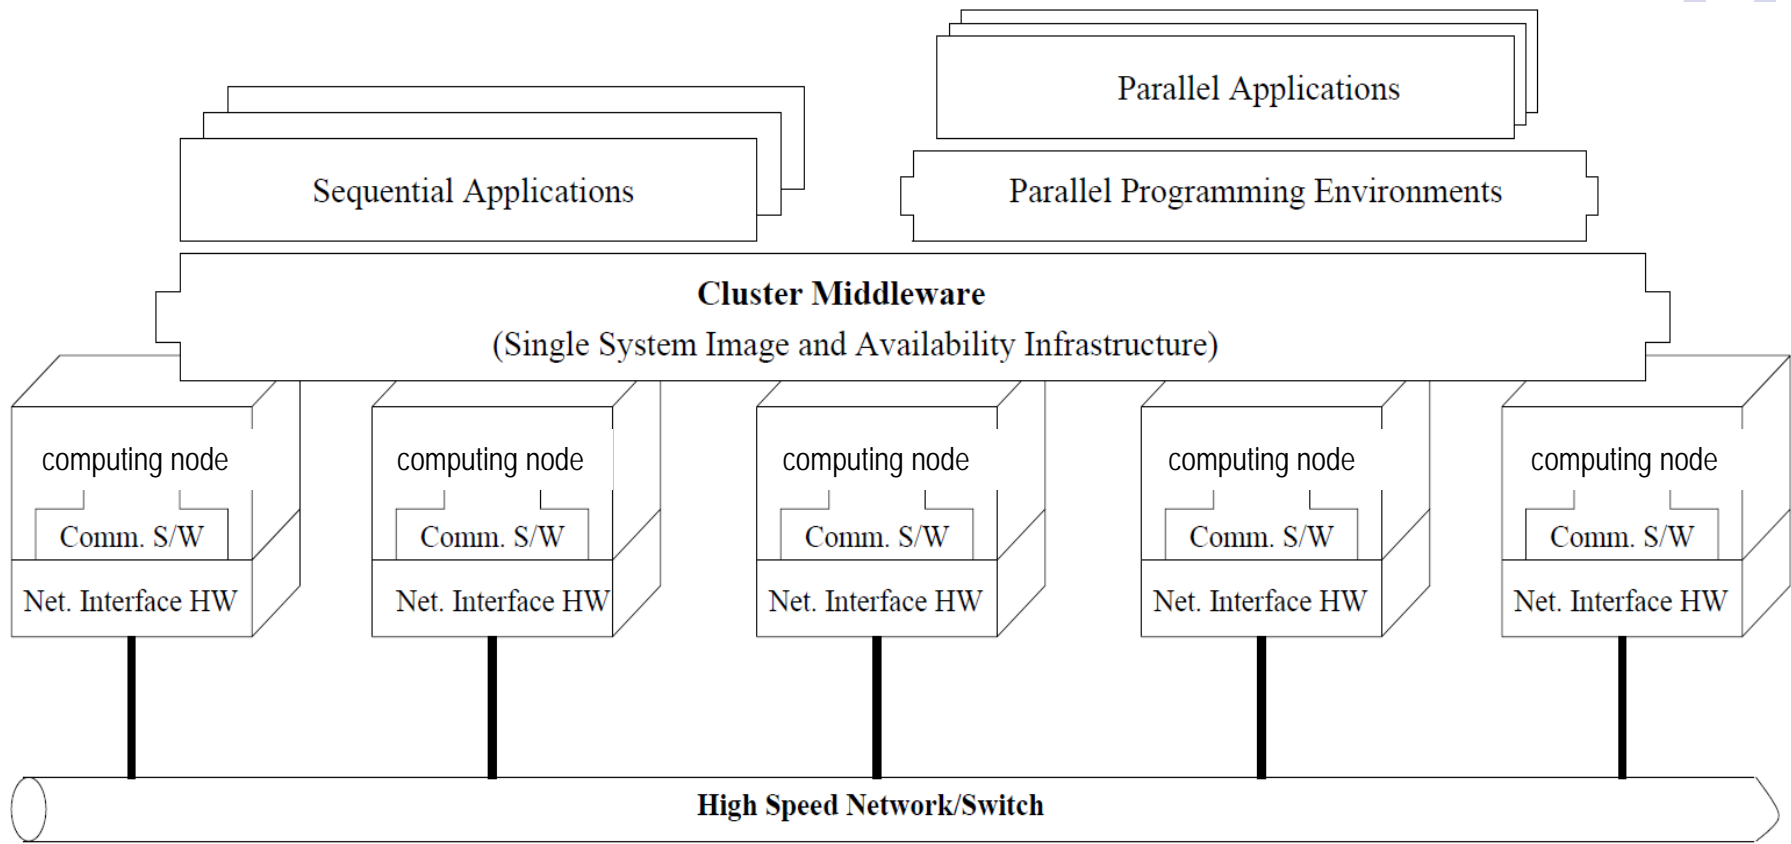 Parallel Applications
Sequential Applications
Parallel Programming Environments
Cluster Middleware
(Single System Image and Availability Infrastructure)
computing node
computing node
computing node
computing node
computing node
Comm. S/W
Comm. S/W
Comm. S/W
Comm. S/W
Comm. S/W
Net. Interface HW
Net. Interface HW
Net. Interface HW
Net. Interface HW
Net. Interface HW
High Speed Network/Switch